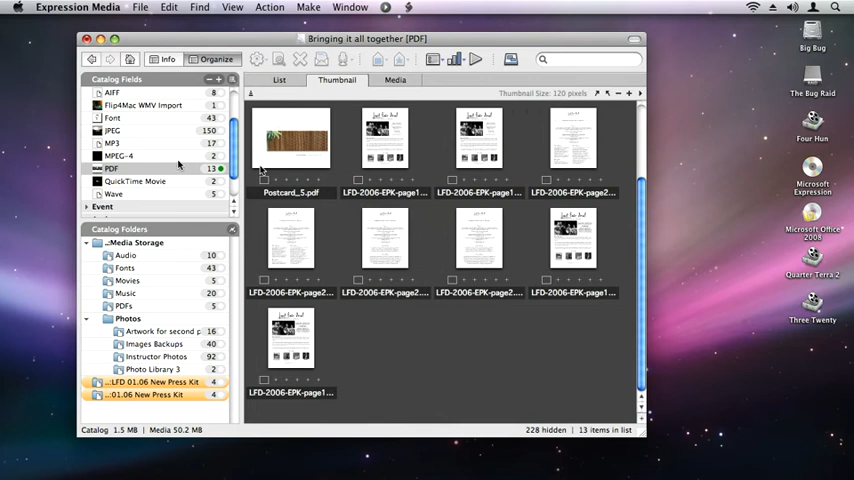 Expression Media File Edit Find View Action Make Window Help
Bringing it all together [PDF]
Info Organize
Catalog Fields
AIFF 8
Flip4Mac WMV Import 1
Font 43
JPEG 150
MP3 17
MPEG-4 2
PDF 13
QuickTime Movie 2
Wave 5
Event
Catalog Folders
..:Media Storage
Audio 10
Fonts 43
Movies 5
Music 20
PDFs 5
Photos
Artwork for second p 16
Images Backups 40
Instructor Photos 92
Photo Library 3 2
..:LFD 01.06 New Press Kit 4
..:01.06 New Press Kit 4
Catalog 1.5 MB | Media 50.2 MB
List Thumbnail Media
Thumbnail Size: 120 pixels
Postcard_5.pdf LFD-2006-EPK-page1... LFD-2006-EPK-page1... LFD-2006-EPK-page2...
LFD-2006-EPK-page2... LFD-2006-EPK-page2... LFD-2006-EPK-page2... LFD-2006-EPK-page1...
LFD-2006-EPK-page1...
228 hidden | 13 items in list
Big Bug
The Bug Raid
Four Hun
Microsoft
Expression
Microsoft Office
2008
Quarter Terra 2
Three Twenty